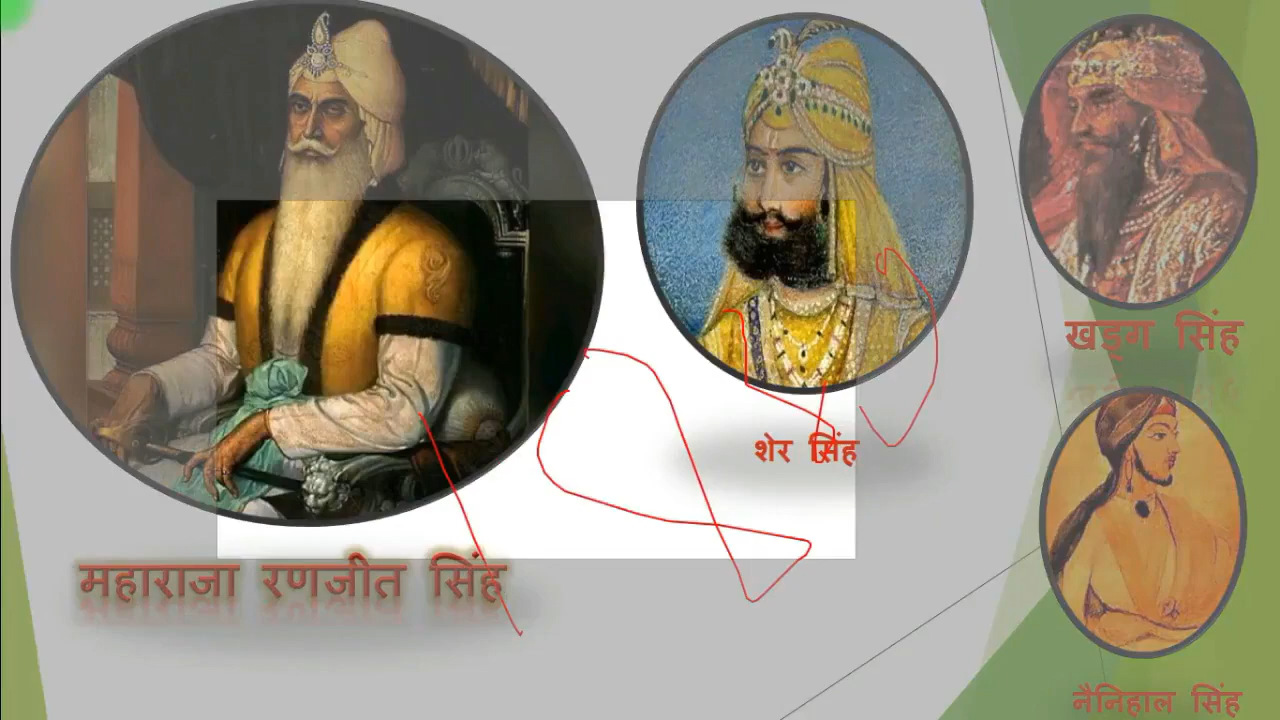 महाराजा रणजीत सिंह
शेर सिंह
खड्ग सिंह
नैनिहाल सिंह